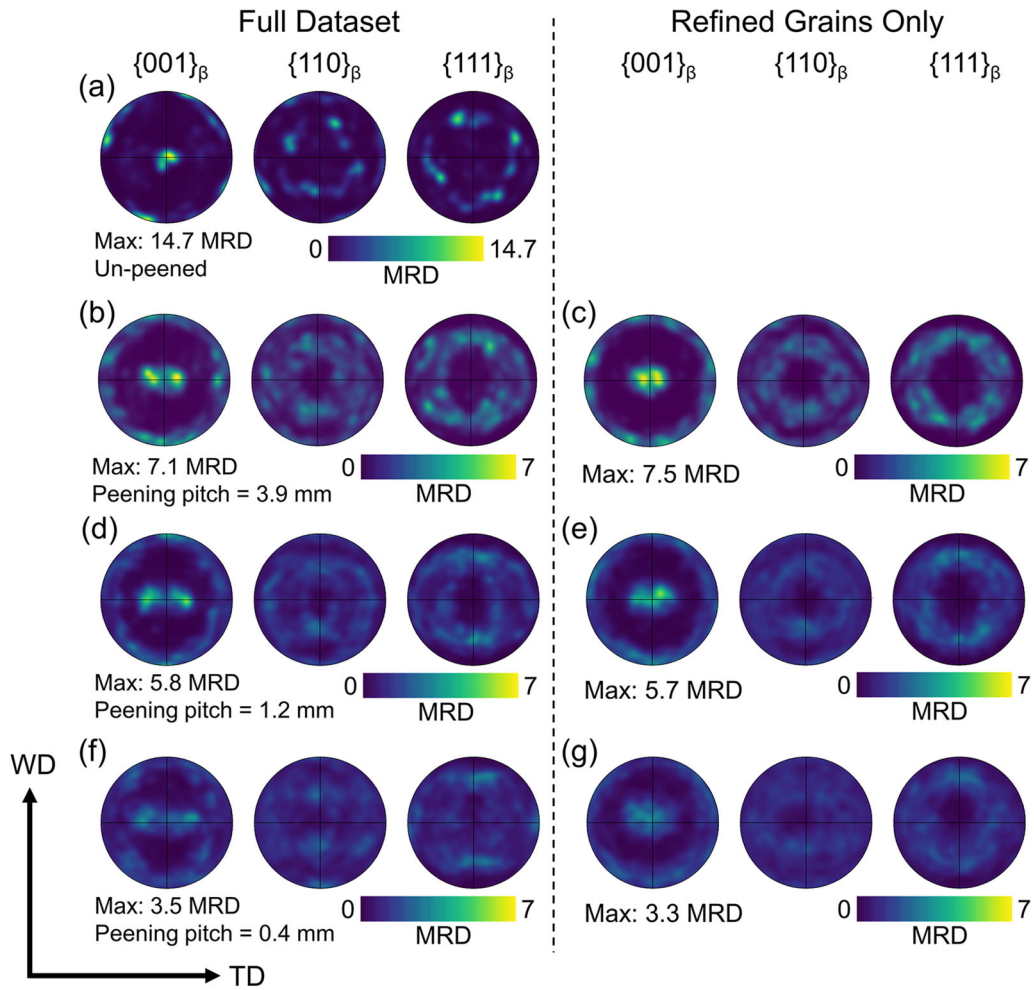 Full Dataset
Refined Grains Only
{001}β {110}β {111}β
{001}β {110}β {111}β
(a)
Max: 14.7 MRD
Un-peened
0 14.7
MRD
(b)
Max: 7.1 MRD
Peening pitch = 3.9 mm
0 7
MRD
(c)
Max: 7.5 MRD
0 7
MRD
(d)
Max: 5.8 MRD
Peening pitch = 1.2 mm
0 7
MRD
(e)
Max: 5.7 MRD
0 7
MRD
(f)
Max: 3.5 MRD
Peening pitch = 0.4 mm
0 7
MRD
(g)
Max: 3.3 MRD
0 7
MRD
WD
TD